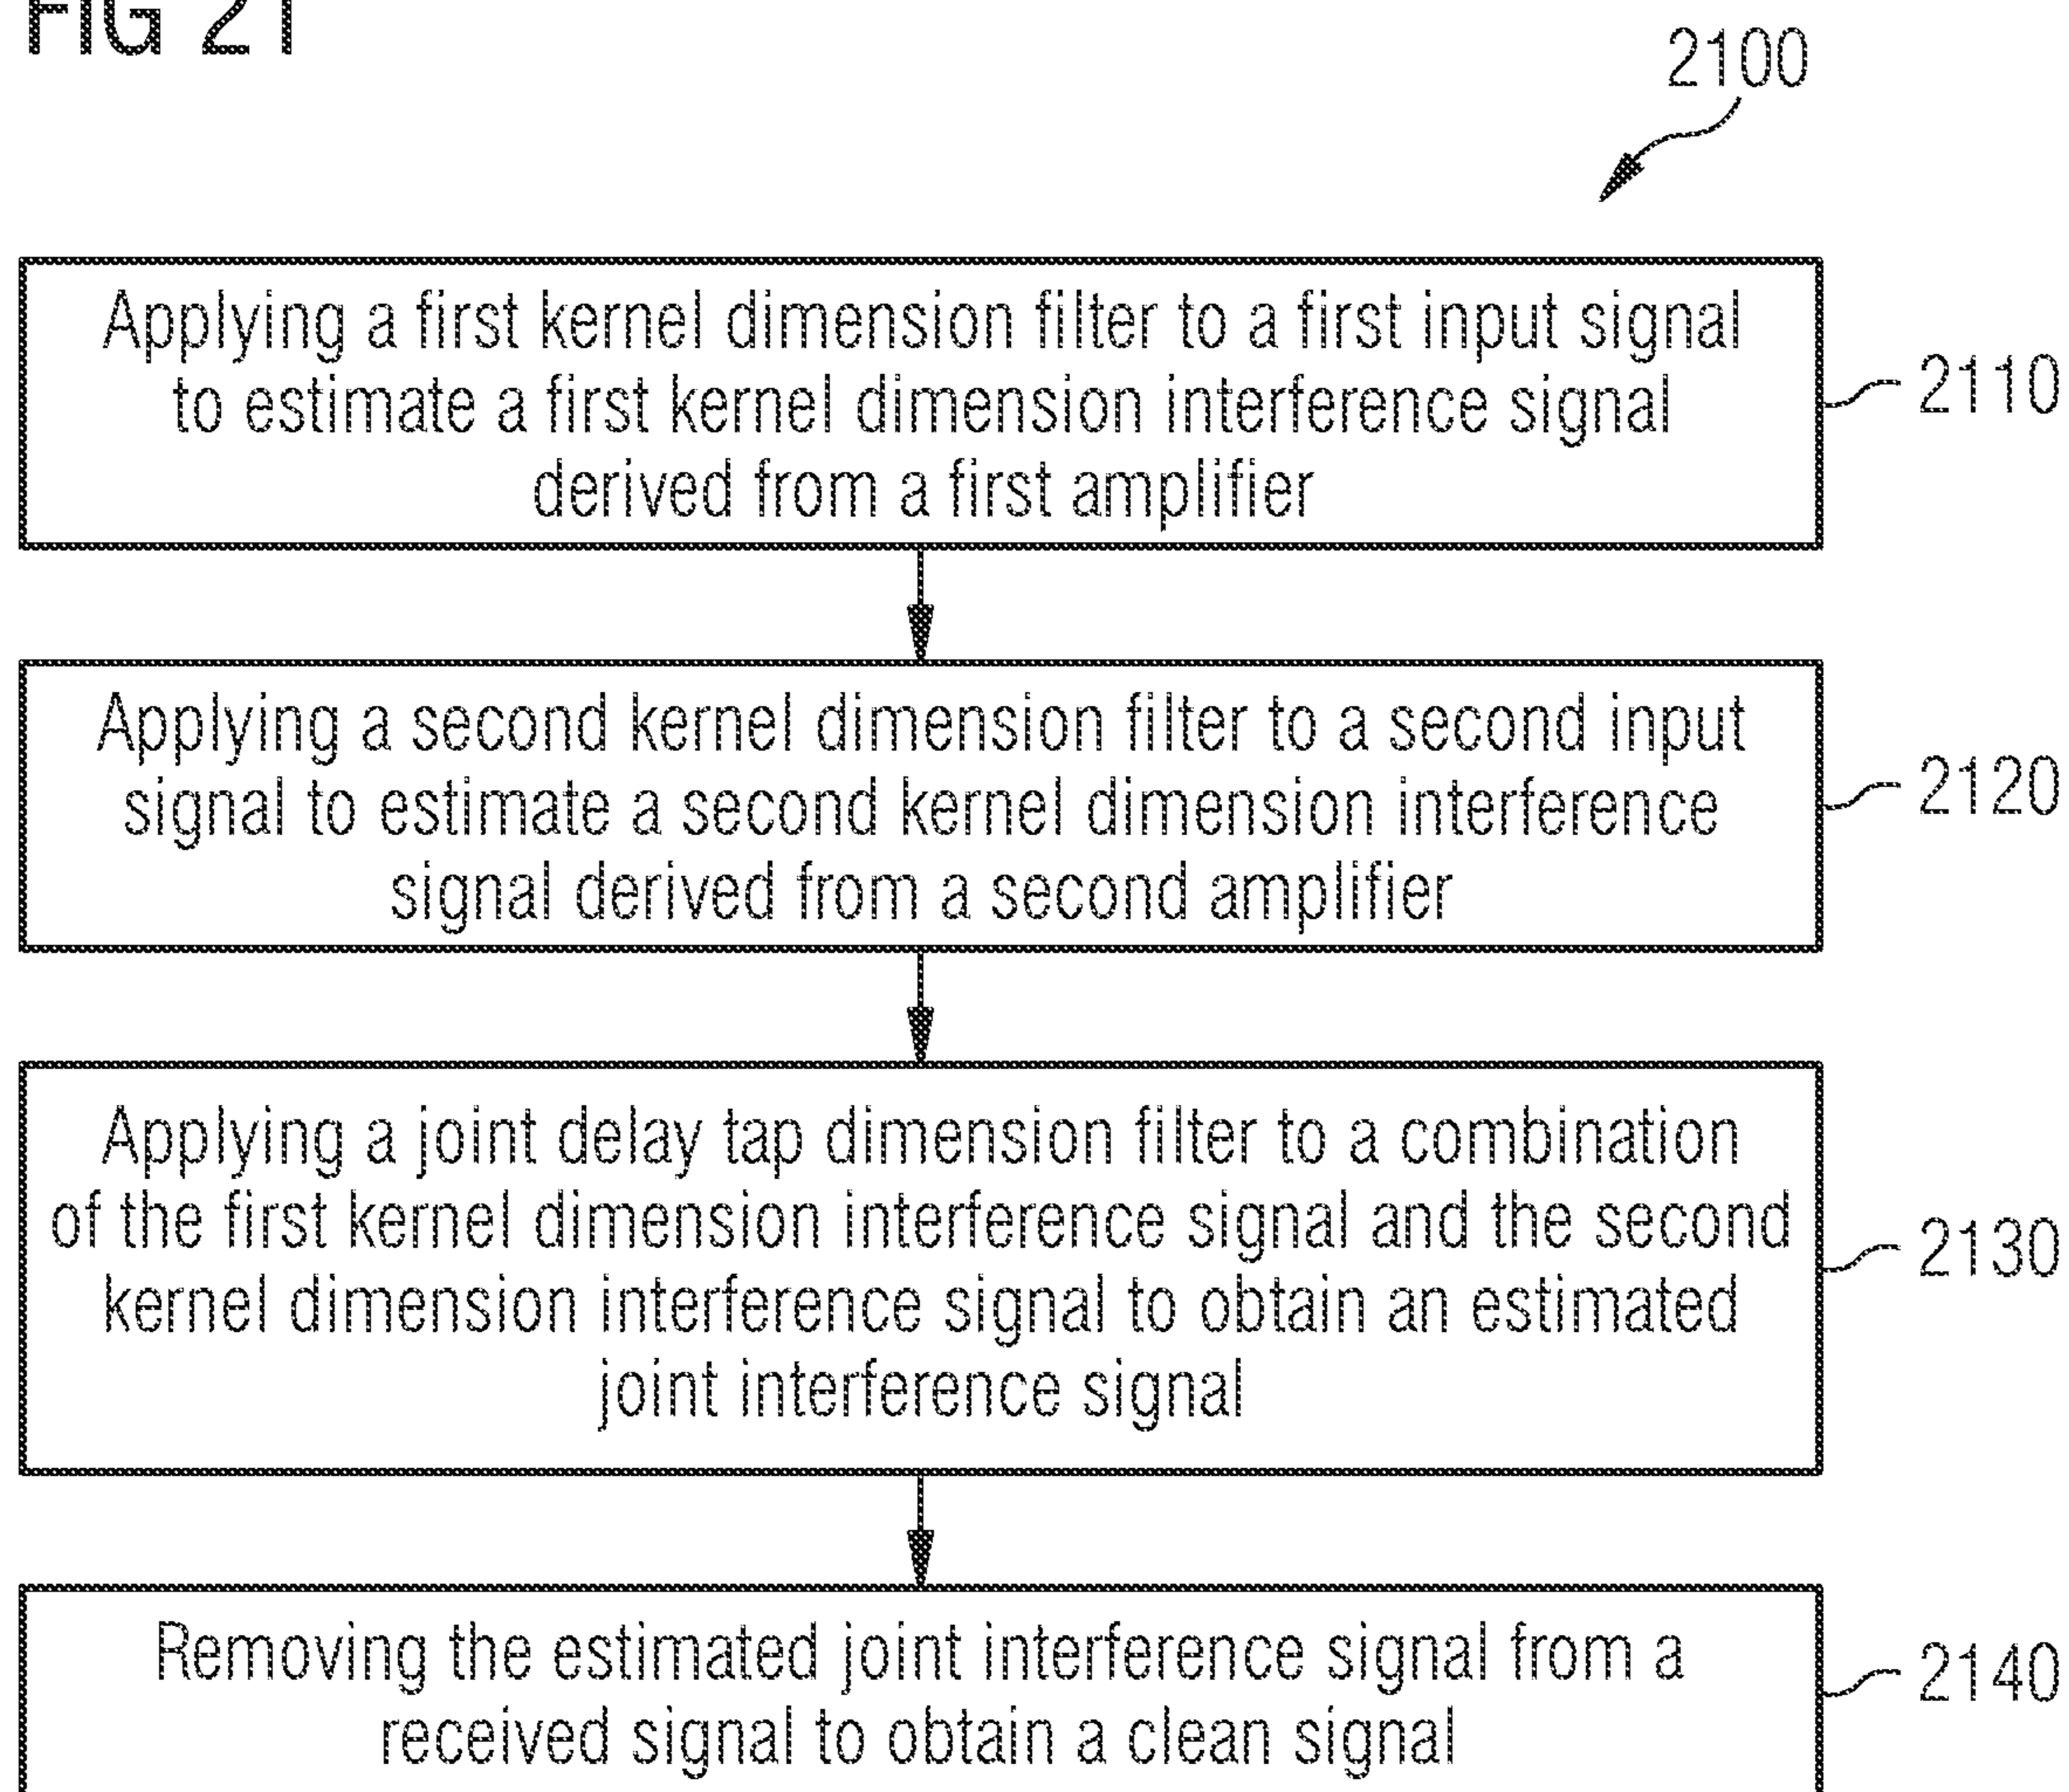 FIG 21
2100
Applying a first kernel dimension filter to a first input signal
to estimate a first kernel dimension interference signal
derived from a first amplifier
2110
Applying a second kernel dimension filter to a second input
signal to estimate a second kernel dimension interference
signal derived from a second amplifier
2120
Applying a joint delay tap dimension filter to a combination
of the first kernel dimension interference signal and the second
kernel dimension interference signal to obtain an estimated
joint interference signal
2130
Removing the estimated joint interference signal from a
received signal to obtain a clean signal
2140